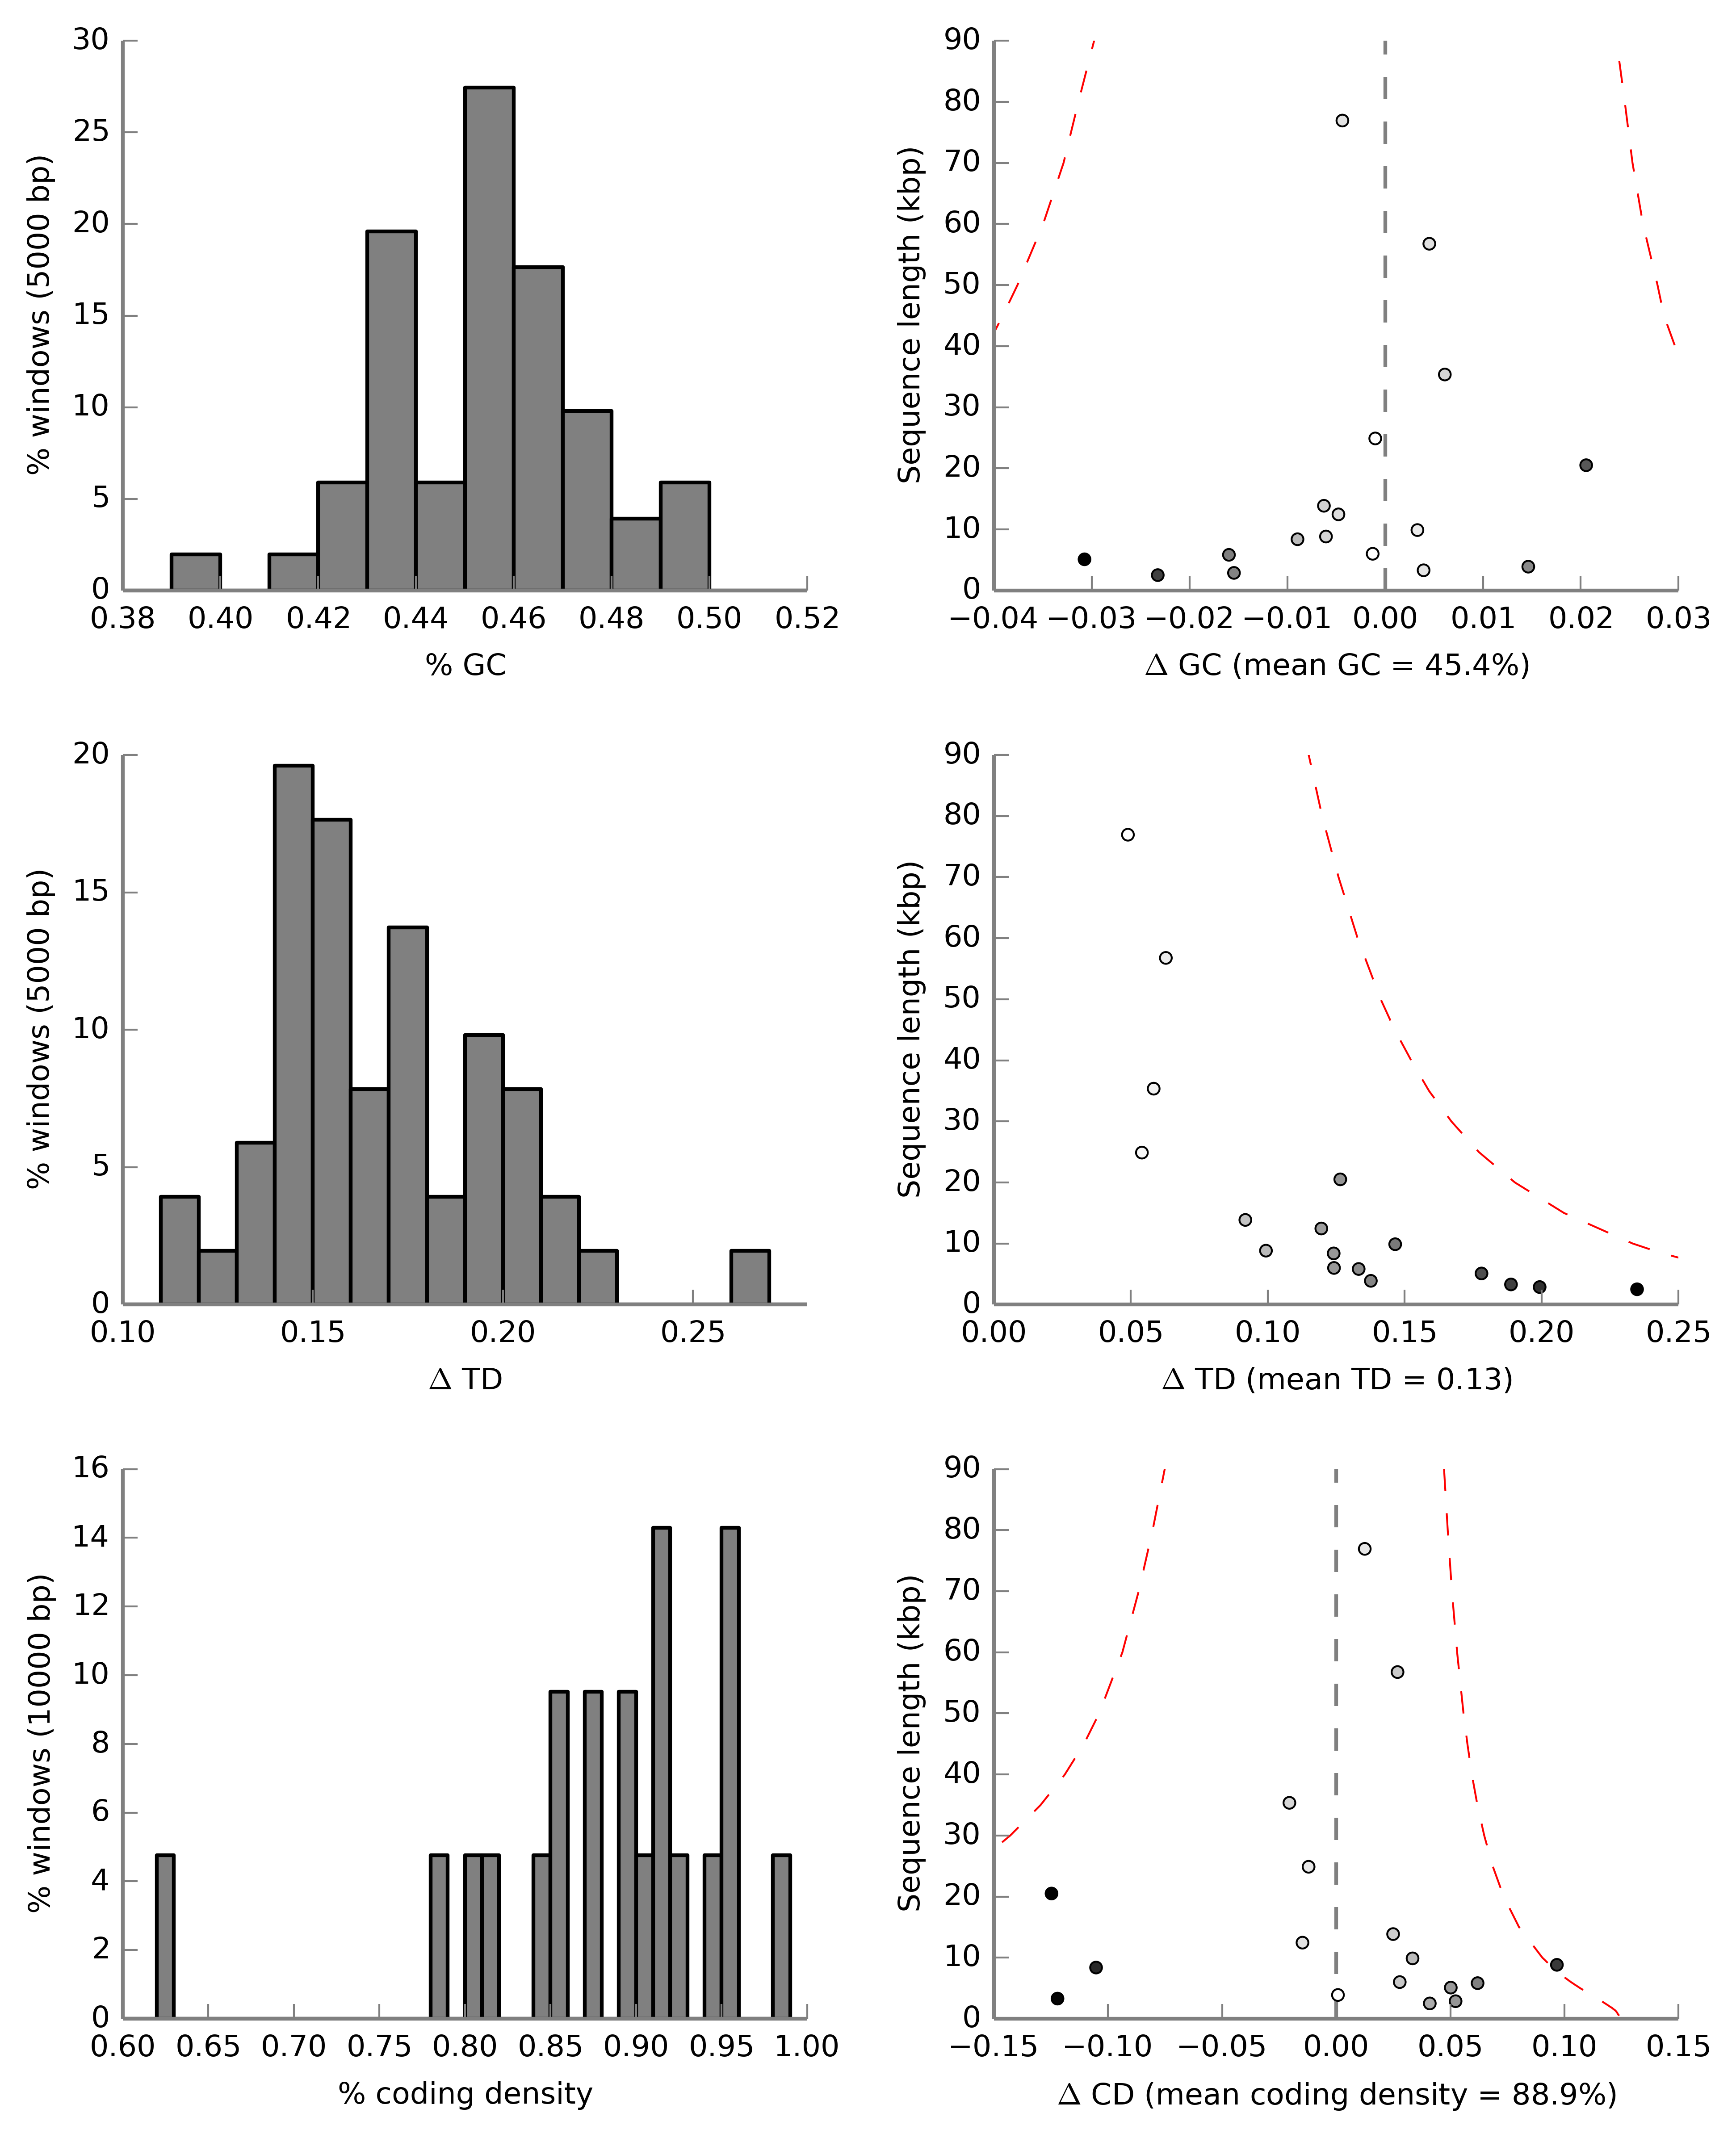 30
25
20
15
10
5
0
% windows (5000 bp)
0.38 0.40 0.42 0.44 0.46 0.48 0.50 0.52
% GC
90
80
70
60
50
40
30
20
10
0
Sequence length (kbp)
−0.04 −0.03 −0.02 −0.01 0.00 0.01 0.02 0.03
Δ GC (mean GC = 45.4%)
20
15
10
5
0
% windows (5000 bp)
0.10 0.15 0.20 0.25
Δ TD
90
80
70
60
50
40
30
20
10
0
Sequence length (kbp)
0.00 0.05 0.10 0.15 0.20 0.25
Δ TD (mean TD = 0.13)
16
14
12
10
8
6
4
2
0
% windows (10000 bp)
0.60 0.65 0.70 0.75 0.80 0.85 0.90 0.95 1.00
% coding density
90
80
70
60
50
40
30
20
10
0
Sequence length (kbp)
−0.15 −0.10 −0.05 0.00 0.05 0.10 0.15
Δ CD (mean coding density = 88.9%)